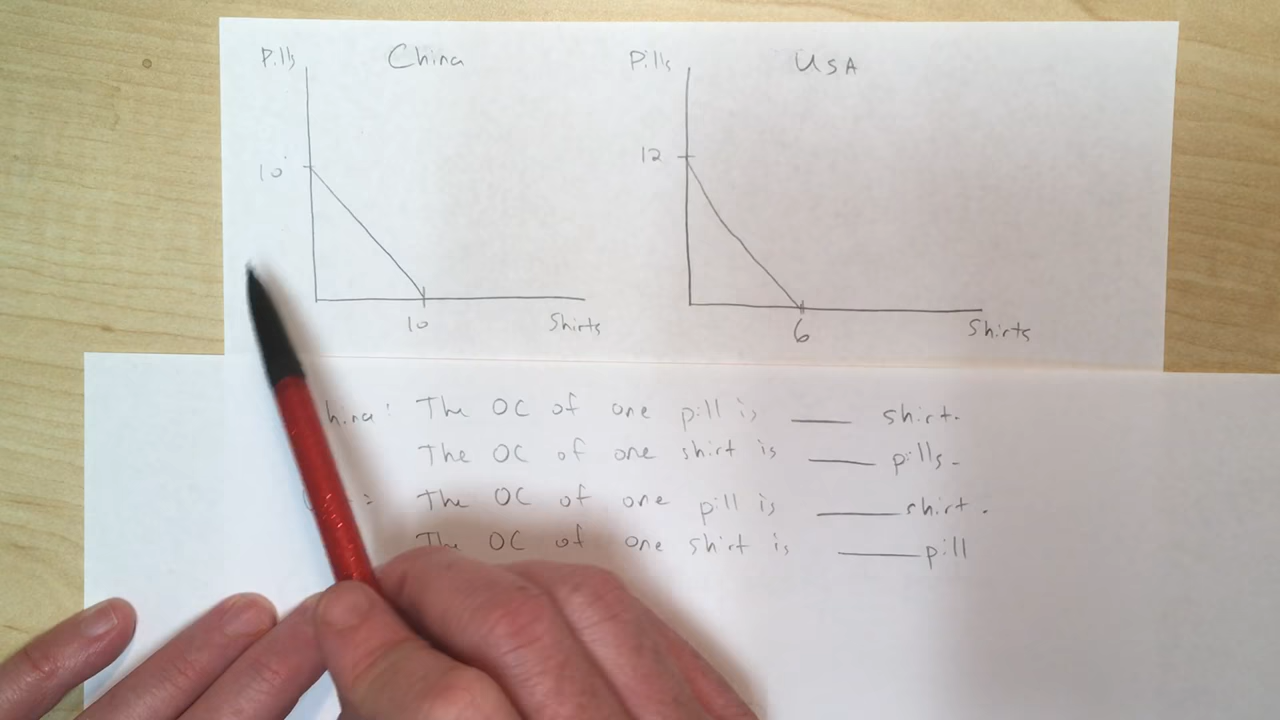 Pills China
10
10 Shirts
Pills USA
12
6 Shirts
The OC of one pill is ____ shirt.
The OC of one shirt is ____ pills.
The OC of one pill is ____ shirt.
The OC of one shirt is ____ pill